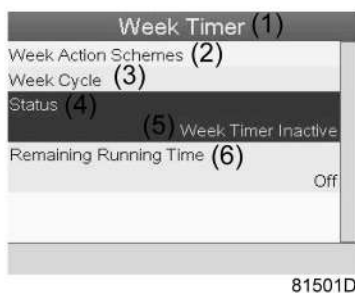 Week Timer (1)
Week Action Schemes (2)
Week Cycle (3)
Status (4)
(5) Week Timer Inactive
Remaining Running Time (6)
Off
81501D